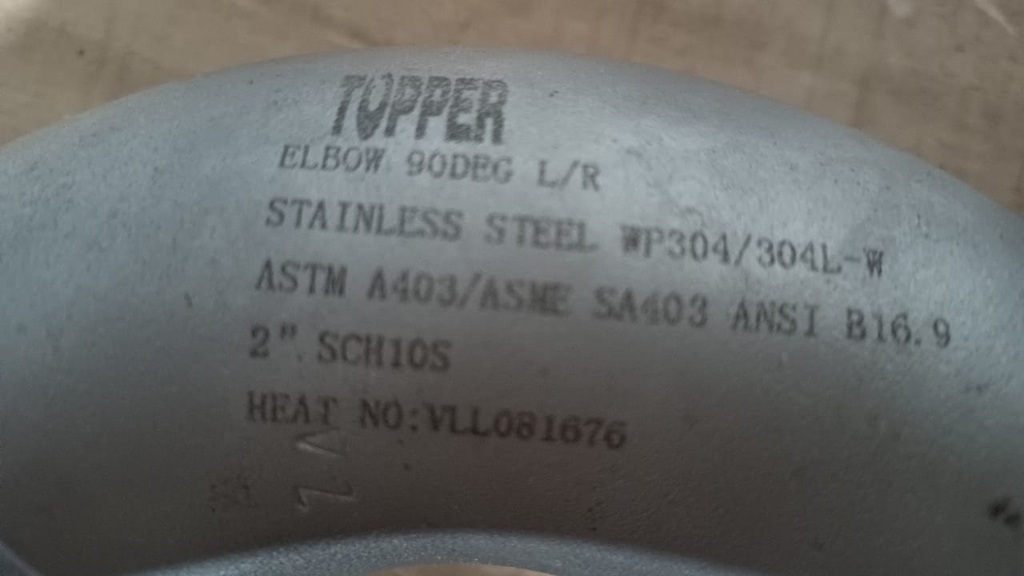 TOPPER
ELBOW 90DEG L/R
STAINLESS STEEL WP304/304L-W
ASTM A403/ASME SA403 ANSI B16.9
2" SCH10S
HEAT NO:VLL081676